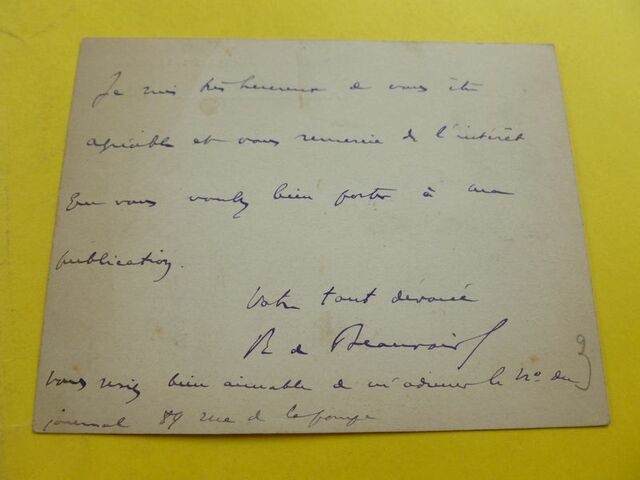 Je suis très heureux de vous être
agréable et vous remercie de l'intérêt
que vous voulez bien porter à ma
publication.
Votre tout dévoué
R de Beauvoir
Vous seriez bien aimable de m'adresser le No du
journal 89 rue de la pompe